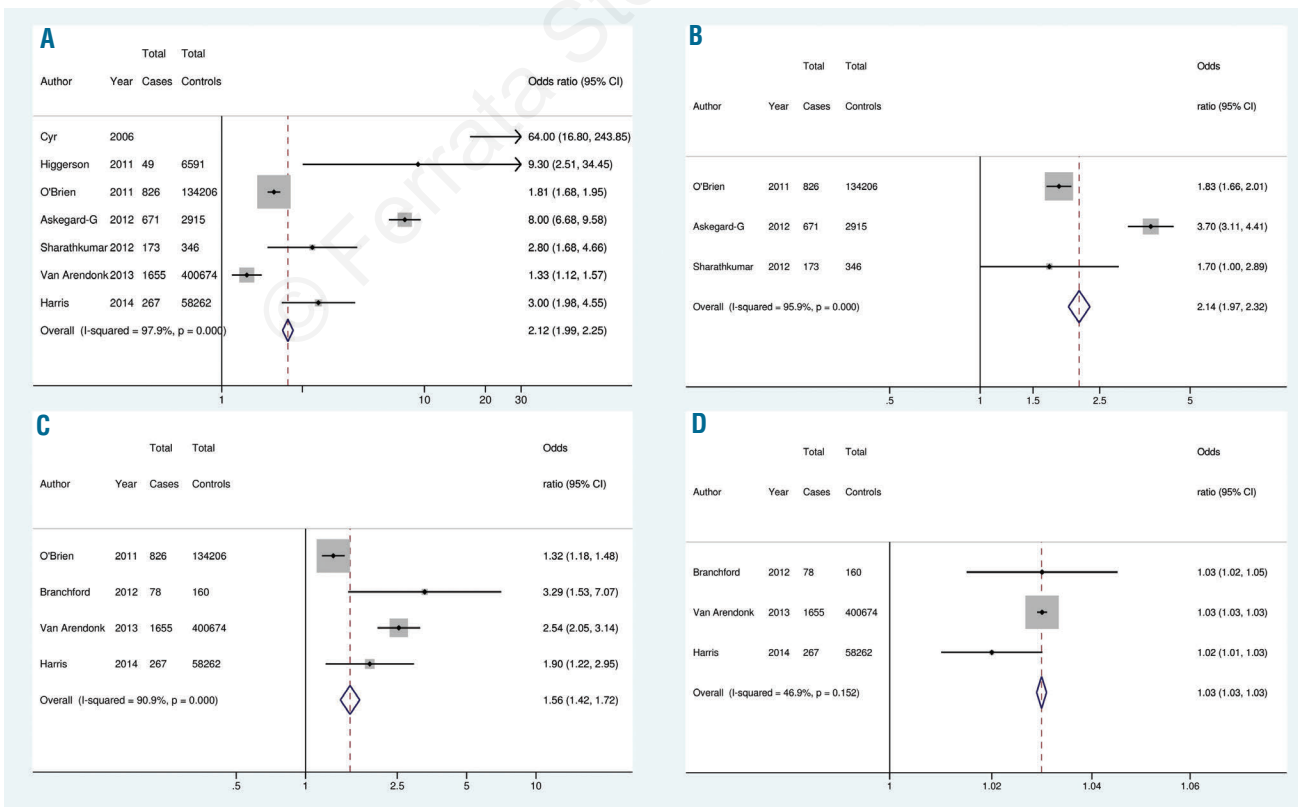 A
Total Total
Author Year Cases Controls Odds ratio (95% CI)
Cyr 2006 64.00 (16.80, 243.85)
Higgerson 2011 49 6591 9.30 (2.51, 34.45)
O'Brien 2011 826 134206 1.81 (1.68, 1.95)
Askegard-G 2012 671 2915 8.00 (6.68, 9.58)
Sharathkumar 2012 173 346 2.80 (1.68, 4.66)
Van Arendonk 2013 1655 400674 1.33 (1.12, 1.57)
Harris 2014 267 58262 3.00 (1.98, 4.55)
Overall (I-squared = 97.9%, p = 0.000) 2.12 (1.99, 2.25)
1 10 20 30
B
Total Total Odds
Author Year Cases Controls ratio (95% CI)
O'Brien 2011 826 134206 1.83 (1.66, 2.01)
Askegard-G 2012 671 2915 3.70 (3.11, 4.41)
Sharathkumar 2012 173 346 1.70 (1.00, 2.89)
Overall (I-squared = 95.9%, p = 0.000) 2.14 (1.97, 2.32)
.5 1 1.5 2.5 5
C
Total Total Odds
Author Year Cases Controls ratio (95% CI)
O'Brien 2011 826 134206 1.32 (1.18, 1.48)
Branchford 2012 78 160 3.29 (1.53, 7.07)
Van Arendonk 2013 1655 400674 2.54 (2.05, 3.14)
Harris 2014 267 58262 1.90 (1.22, 2.95)
Overall (I-squared = 90.9%, p = 0.000) 1.56 (1.42, 1.72)
.5 1 2.5 5 10
D
Total Total Odds
Author Year Cases Controls ratio (95% CI)
Branchford 2012 78 160 1.03 (1.02, 1.05)
Van Arendonk 2013 1655 400674 1.03 (1.03, 1.03)
Harris 2014 267 58262 1.02 (1.01, 1.03)
Overall (I-squared = 46.9%, p = 0.152) 1.03 (1.03, 1.03)
1 1.02 1.04 1.06
© Ferrata